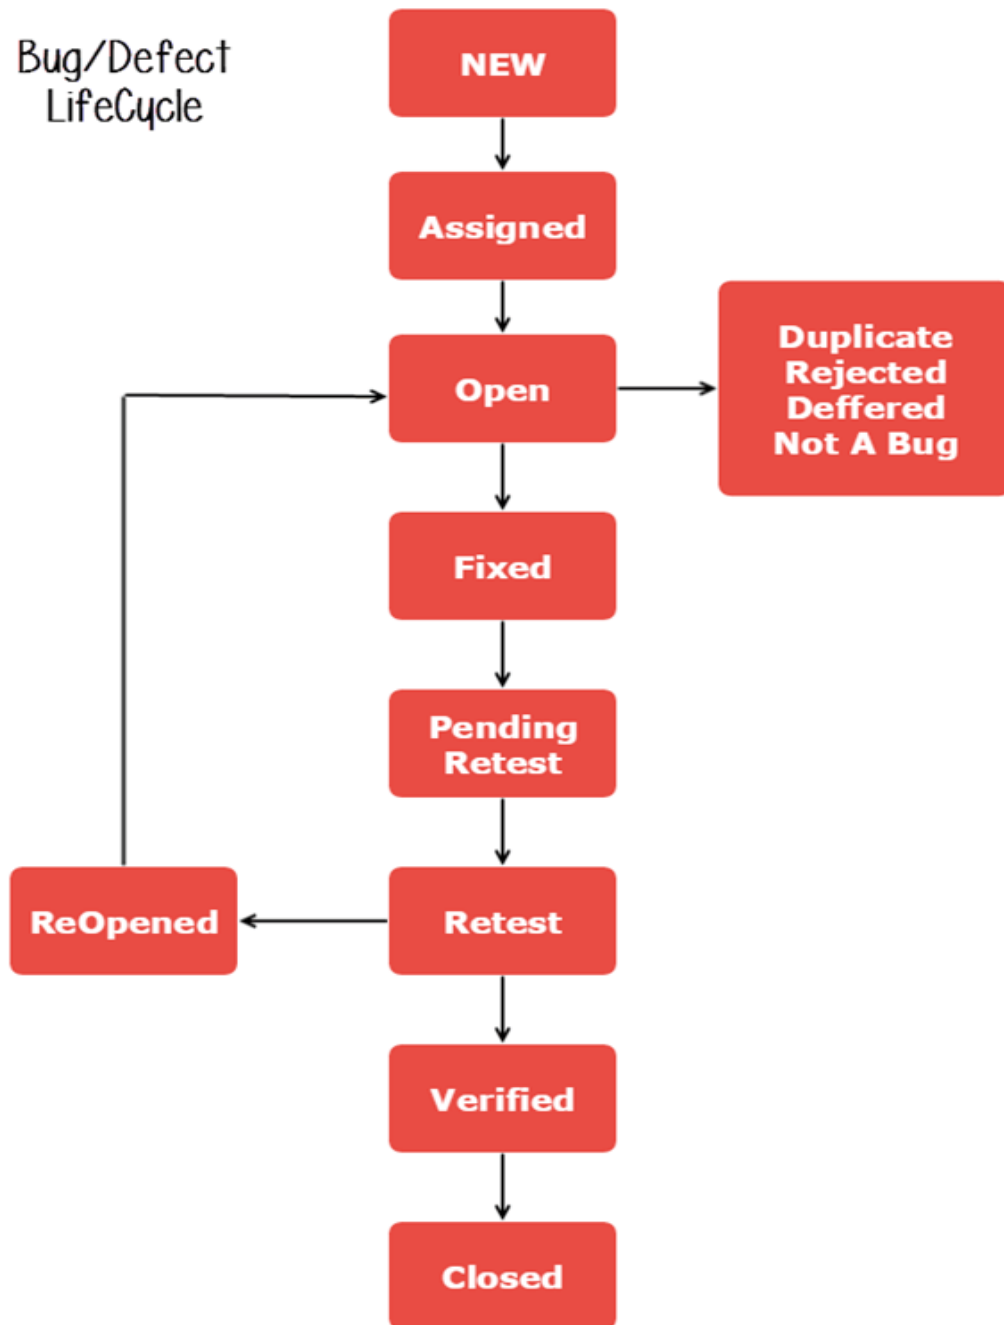 Bug/Defect
LifeCycle
NEW
Assigned
Open
Duplicate
Rejected
Deffered
Not A Bug
Fixed
Pending
Retest
ReOpened
Retest
Verified
Closed